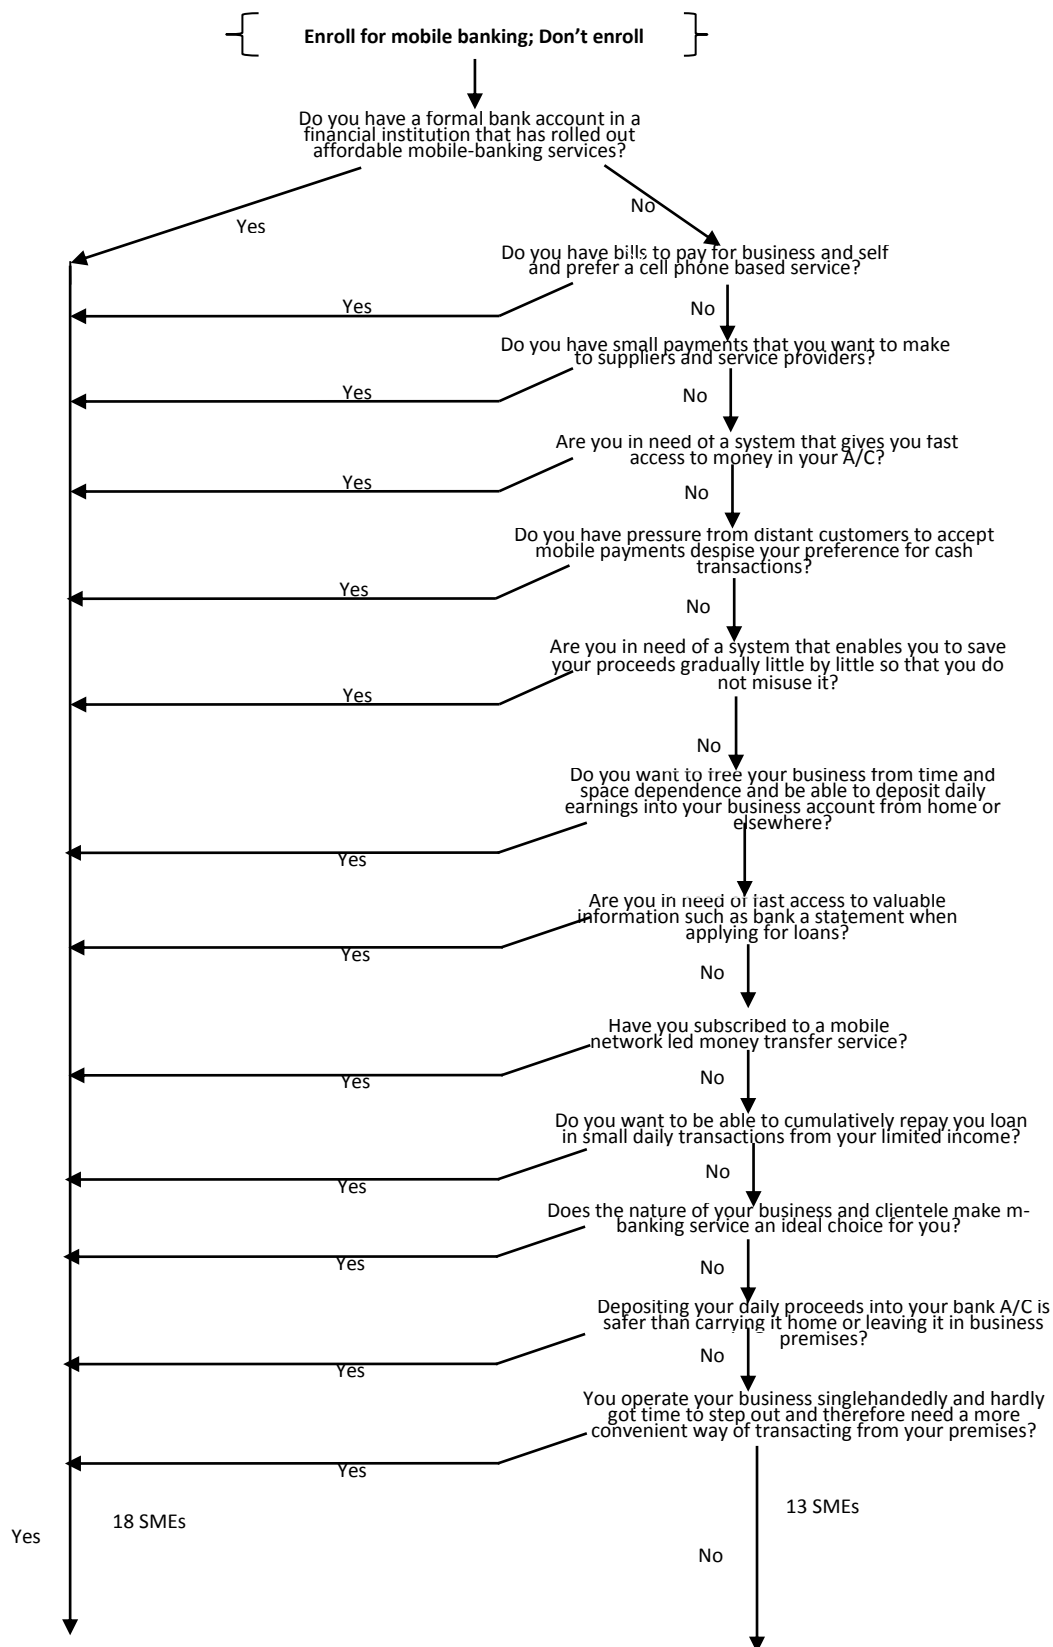 Enroll for mobile banking; Don't enroll
Do you have a formal bank account in a
financial institution that has rolled out
affordable mobile-banking services?
Yes
No
Do you have bills to pay for business and self
and prefer a cell phone based service?
Yes
No
Do you have small payments that you want to make
to suppliers and service providers?
Yes
No
Are you in need of a system that gives you fast
access to money in your A/C?
Yes
No
Do you have pressure from distant customers to accept
mobile payments despise your preference for cash
transactions?
Yes
No
Are you in need of a system that enables you to save
your proceeds gradually little by little so that you do
not misuse it?
Yes
No
Do you want to free your business from time and
space dependence and be able to deposit daily
earnings into your business account from home or
elsewhere?
Yes
Are you in need of fast access to valuable
information such as bank a statement when
applying for loans?
Yes
No
Have you subscribed to a mobile
network led money transfer service?
Yes
No
Do you want to be able to cumulatively repay you loan
in small daily transactions from your limited income?
Yes
No
Does the nature of your business and clientele make m-
banking service an ideal choice for you?
Yes
No
Depositing your daily proceeds into your bank A/C is
safer than carrying it home or leaving it in business
premises?
Yes
No
You operate your business singlehandedly and hardly
got time to step out and therefore need a more
convenient way of transacting from your premises?
Yes
18 SMEs
13 SMEs
Yes
No